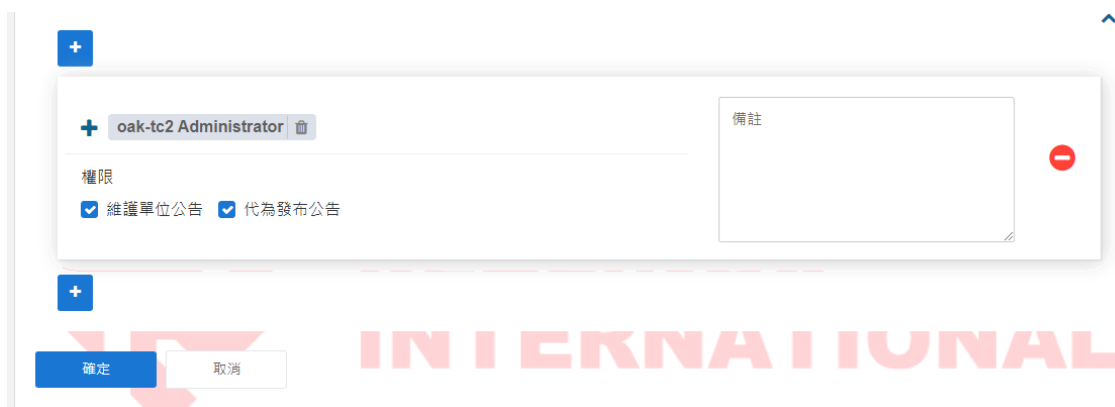 oak-tc2 Administrator
備註
權限
維護單位公告 代為發布公告
INTERNATIONAL
確定 取消